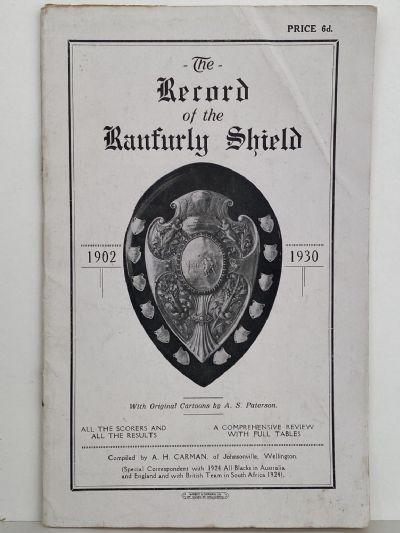 PRICE 6d.
- The -
Record
of the
Ranfurly Shield
1902
1930
With Original Cartoons by A. S. Paterson.
ALL THE SCORERS AND
ALL THE RESULTS
A COMPREHENSIVE REVIEW
WITH FULL TABLES
Compiled by A. H. CARMAN, of Johnsonville, Wellington.
(Special Correspondent with 1924 All Blacks in Australia
and England and with British Team in South Africa 1924).